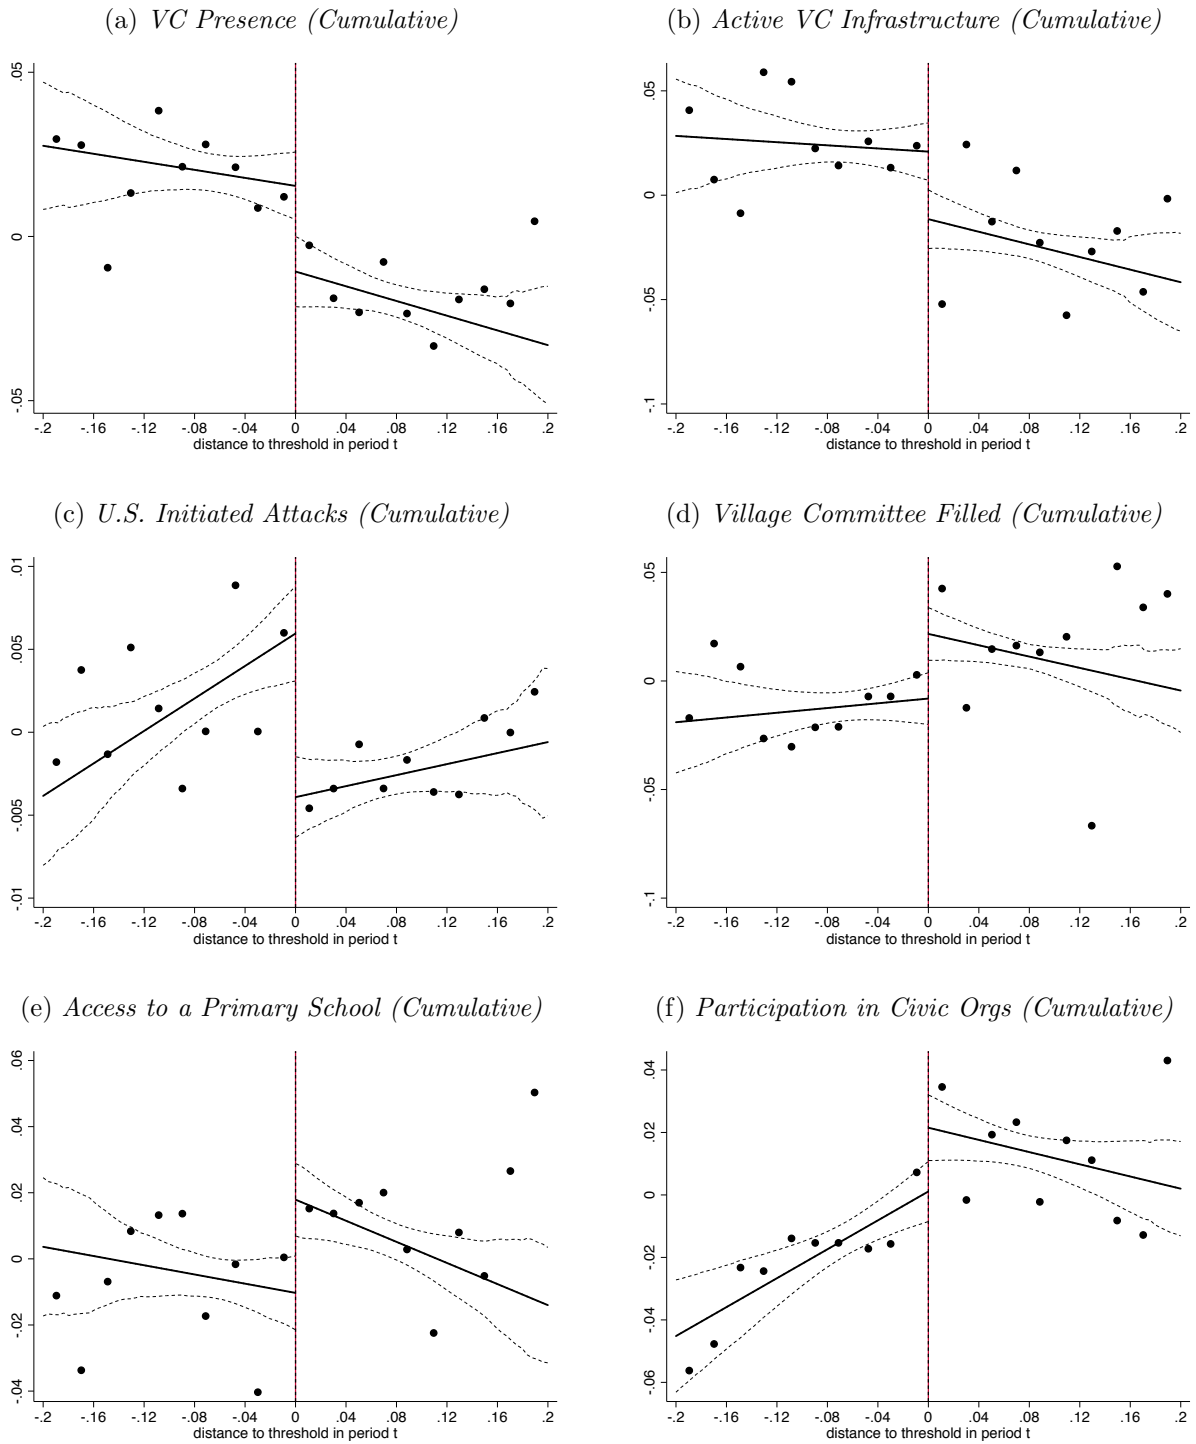 (a) VC Presence (Cumulative)
.05
0
-.05
-.2 -.16 -.12 -.08 -.04 0 .04 .08 .12 .16 .2
distance to threshold in period t
(b) Active VC Infrastructure (Cumulative)
.05
0
-.05
-.1
-.2 -.16 -.12 -.08 -.04 0 .04 .08 .12 .16 .2
distance to threshold in period t
(c) U.S. Initiated Attacks (Cumulative)
.01
.005
0
-.005
-.01
-.2 -.16 -.12 -.08 -.04 0 .04 .08 .12 .16 .2
distance to threshold in period t
(d) Village Committee Filled (Cumulative)
.05
0
-.05
-.1
-.2 -.16 -.12 -.08 -.04 0 .04 .08 .12 .16 .2
distance to threshold in period t
(e) Access to a Primary School (Cumulative)
.06
.04
.02
0
-.02
-.04
-.2 -.16 -.12 -.08 -.04 0 .04 .08 .12 .16 .2
distance to threshold in period t
(f) Participation in Civic Orgs (Cumulative)
.04
.02
0
-.02
-.04
-.06
-.2 -.16 -.12 -.08 -.04 0 .04 .08 .12 .16 .2
distance to threshold in period t